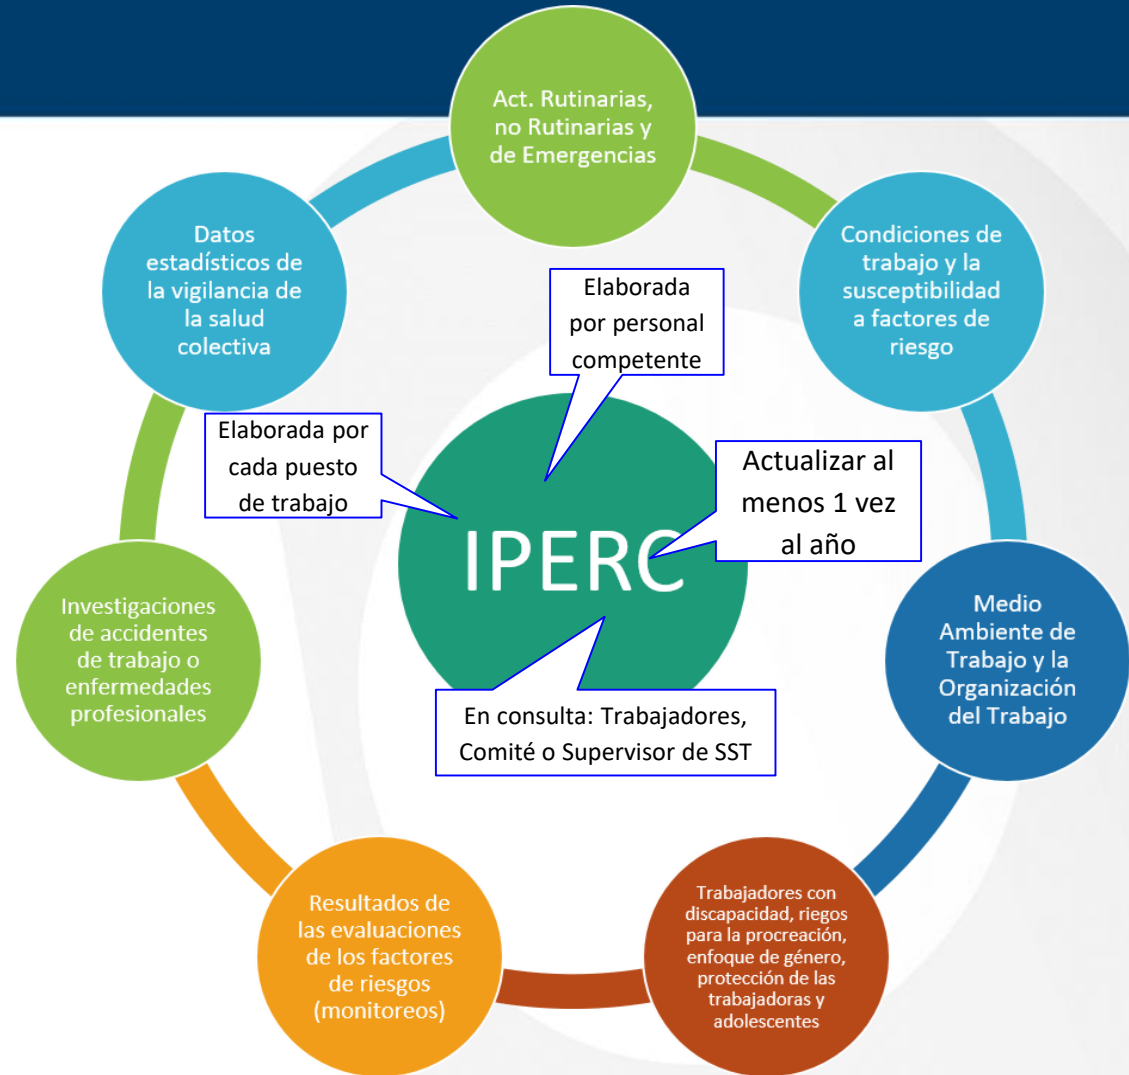 Act. Rutinarias,
no Rutinarias y
de Emergencias
Datos
estadísticos de
la vigilancia de
la salud
colectiva
Condiciones de
trabajo y la
susceptibilidad
a factores de
riesgo
Elaborada
por personal
competente
Elaborada por
cada puesto
de trabajo
Actualizar al
menos 1 vez
al año
IPERC
Investigaciones
de accidentes
de trabajo o
enfermedades
profesionales
Medio
Ambiente de
Trabajo y la
Organización
del Trabajo
En consulta: Trabajadores,
Comité o Supervisor de SST
Resultados de
las evaluaciones
de los factores
de riesgos
(monitoreos)
Trabajadores con
discapacidad, riegos
para la procreación,
enfoque de género,
protección de las
trabajadoras y
adolescentes